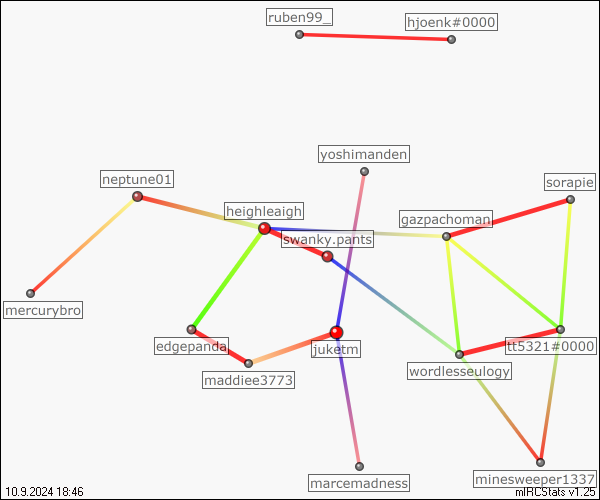 ruben99_
hjoenk#0000
yoshimanden
neptune01
sorapie
heighleaigh
gazpachoman
swanky.pants
mercurybro
edgepanda
juketm
tt5321#0000
maddiee3773
wordlesseulogy
marcemadness
minesweeper1337
10.9.2024 18:46
mIRCStats v1.25